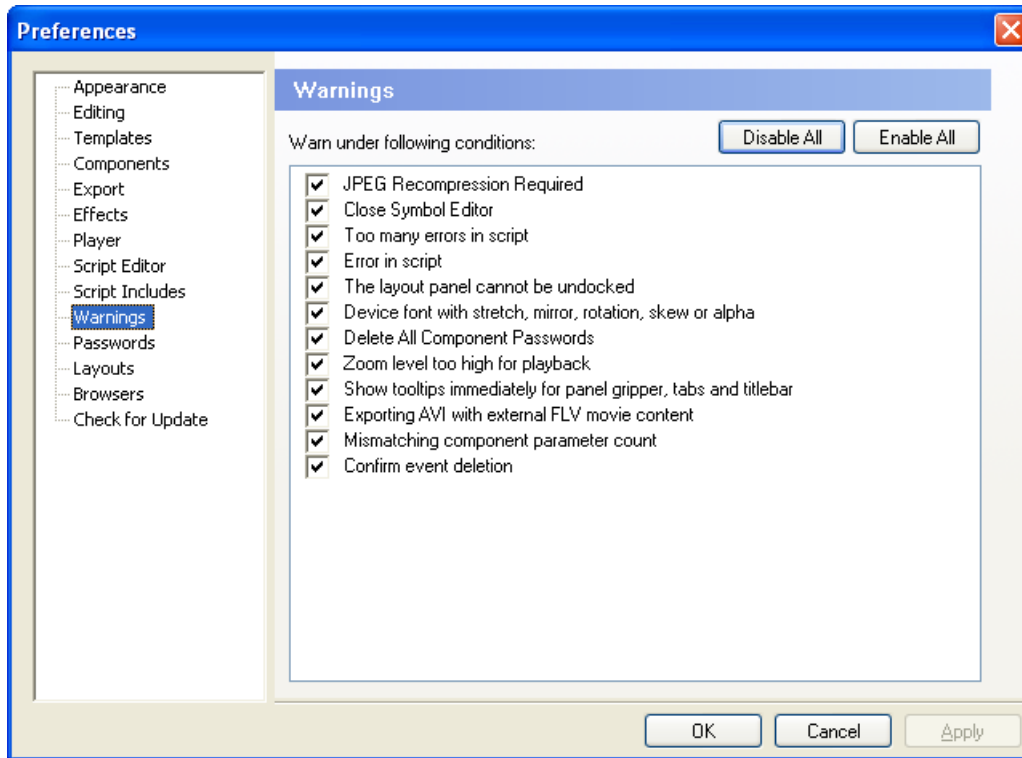 Preferences
Appearance
Editing
Templates
Components
Export
Effects
Player
Script Editor
Script Includes
Warnings
Passwords
Layouts
Browsers
Check for Update
Warnings
Warn under following conditions:
Disable All
Enable All
JPEG Recompression Required
Close Symbol Editor
Too many errors in script
Error in script
The layout panel cannot be undocked
Device font with stretch, mirror, rotation, skew or alpha
Delete All Component Passwords
Zoom level too high for playback
Show tooltips immediately for panel gripper, tabs and titlebar
Exporting AVI with external FLV movie content
Mismatching component parameter count
Confirm event deletion
OK
Cancel
Apply